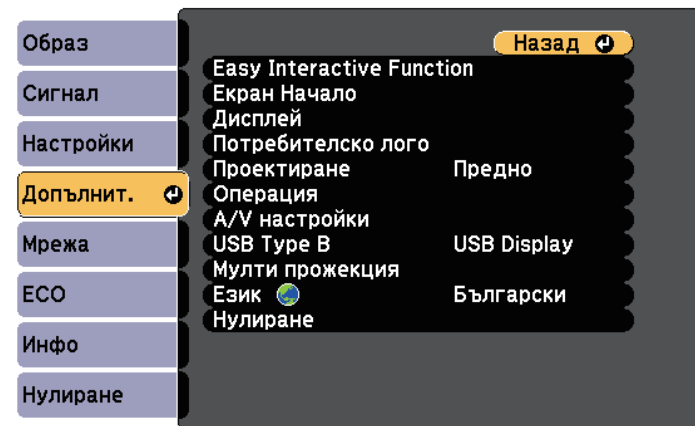 Образ
Сигнал
Настройки
Допълнит.
Мрежа
ECO
Инфо
Нулиране
Назад
Easy Interactive Function
Екран Начало
Дисплей
Потребителско лого
Проектиране Предно
Операция
A/V настройки
USB Type B USB Display
Мулти прожекция
Език Български
Нулиране